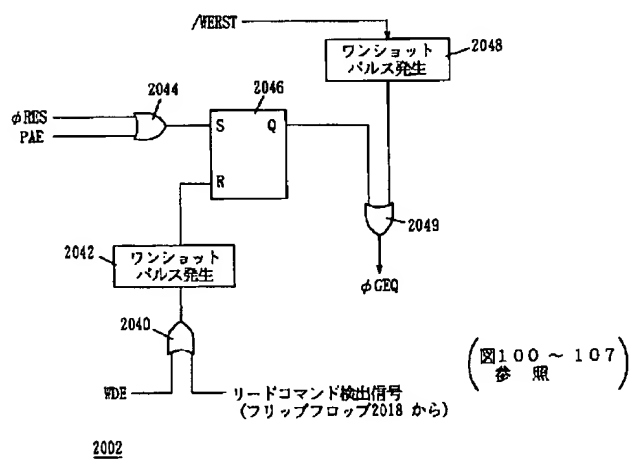 /WERST
ワンショット
パルス発生
2048
2044
2046
φRES
PAE
S
Q
R
2049
2042
ワンショット
パルス発生
φGEQ
2040
WDE
リードコマンド検出信号
(フリップフロップ2018 から)
(図100 ~ 107
参 照)
2002